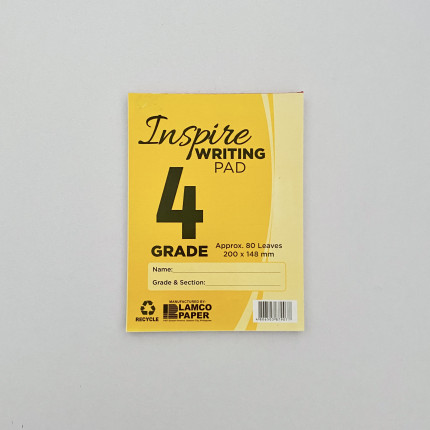 Inspire
WRITING
PAD
4
GRADE
Approx. 80 Leaves
200 x 148 mm
Name:
Grade & Section:
RECYCLE
MANUFACTURED BY:
LAMCO
PAPER